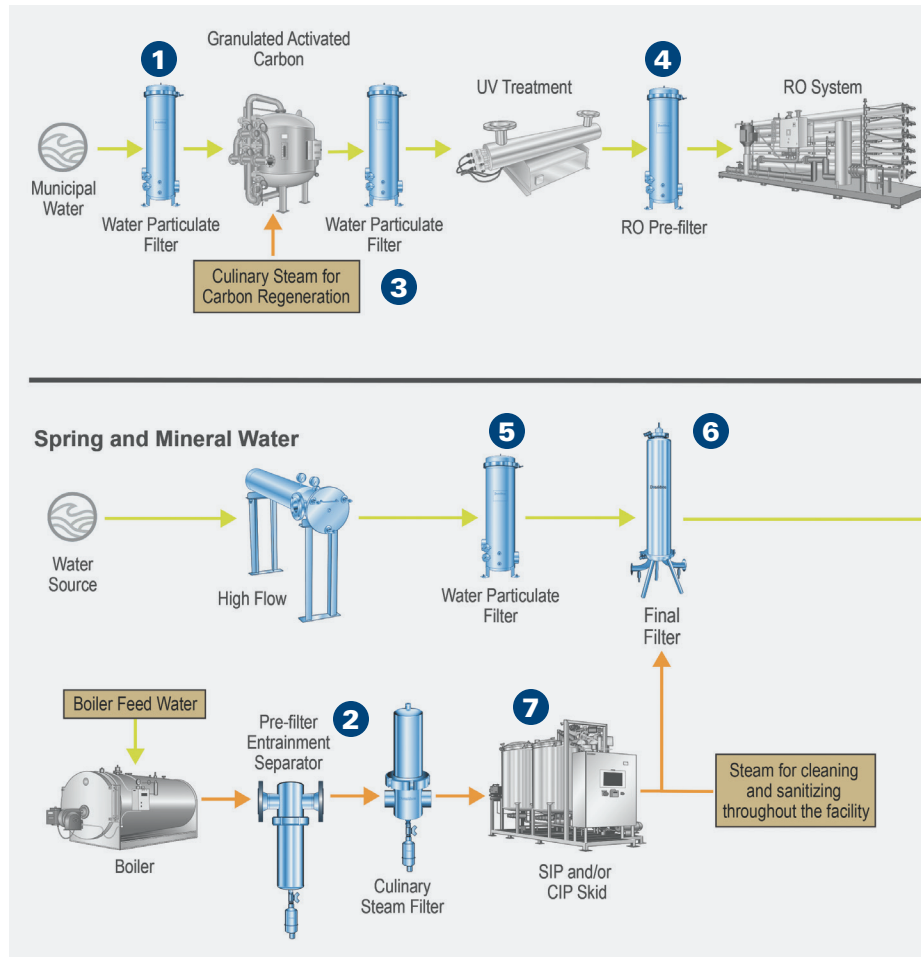 1
Granulated Activated
Carbon
4
UV Treatment
RO System
Municipal
Water
Water Particulate
Filter
Water Particulate
Filter
RO Pre-filter
Culinary Steam for
Carbon Regeneration
3
Spring and Mineral Water
5
6
Water
Source
High Flow
Water Particulate
Filter
Final
Filter
Boiler Feed Water
Pre-filter
Entrainment
Separator
2
7
Steam for cleaning
and sanitizing
throughout the facility
Boiler
Culinary
Steam Filter
SIP and/or
CIP Skid